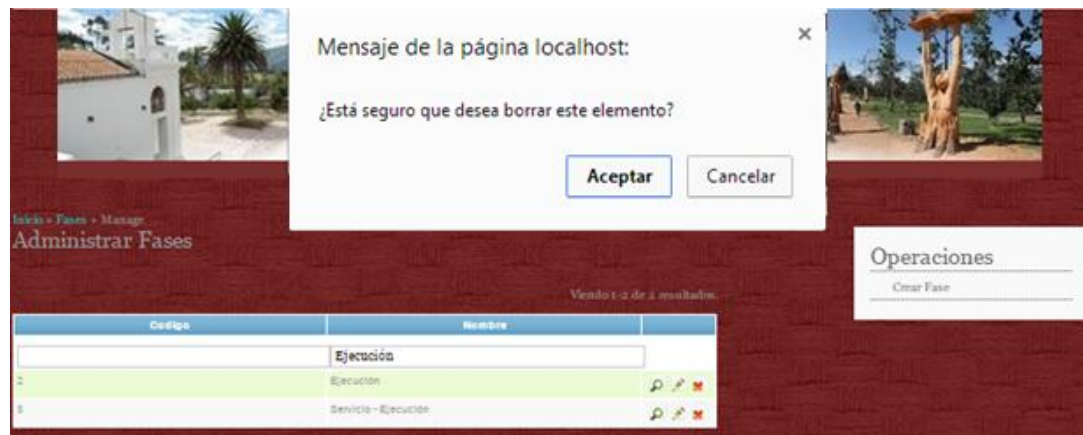 Mensaje de la página localhost:
¿Está seguro que desea borrar este elemento?
Aceptar Cancelar
Inicio » Fases » Manage
Administrar Fases
Operaciones
Crear Fase
Viendo 1-2 de 2 resultados.
Codigo Nombre
Ejecución
2 Ejecución
5 Servicio - Ejecución